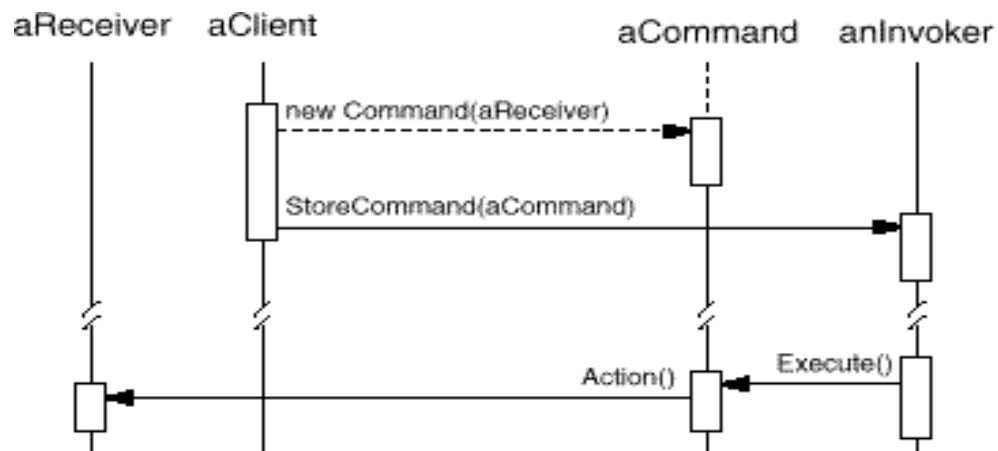 aReceiver aClient aCommand anInvoker
new Command(aReceiver)
StoreCommand(aCommand)
Execute()
Action()